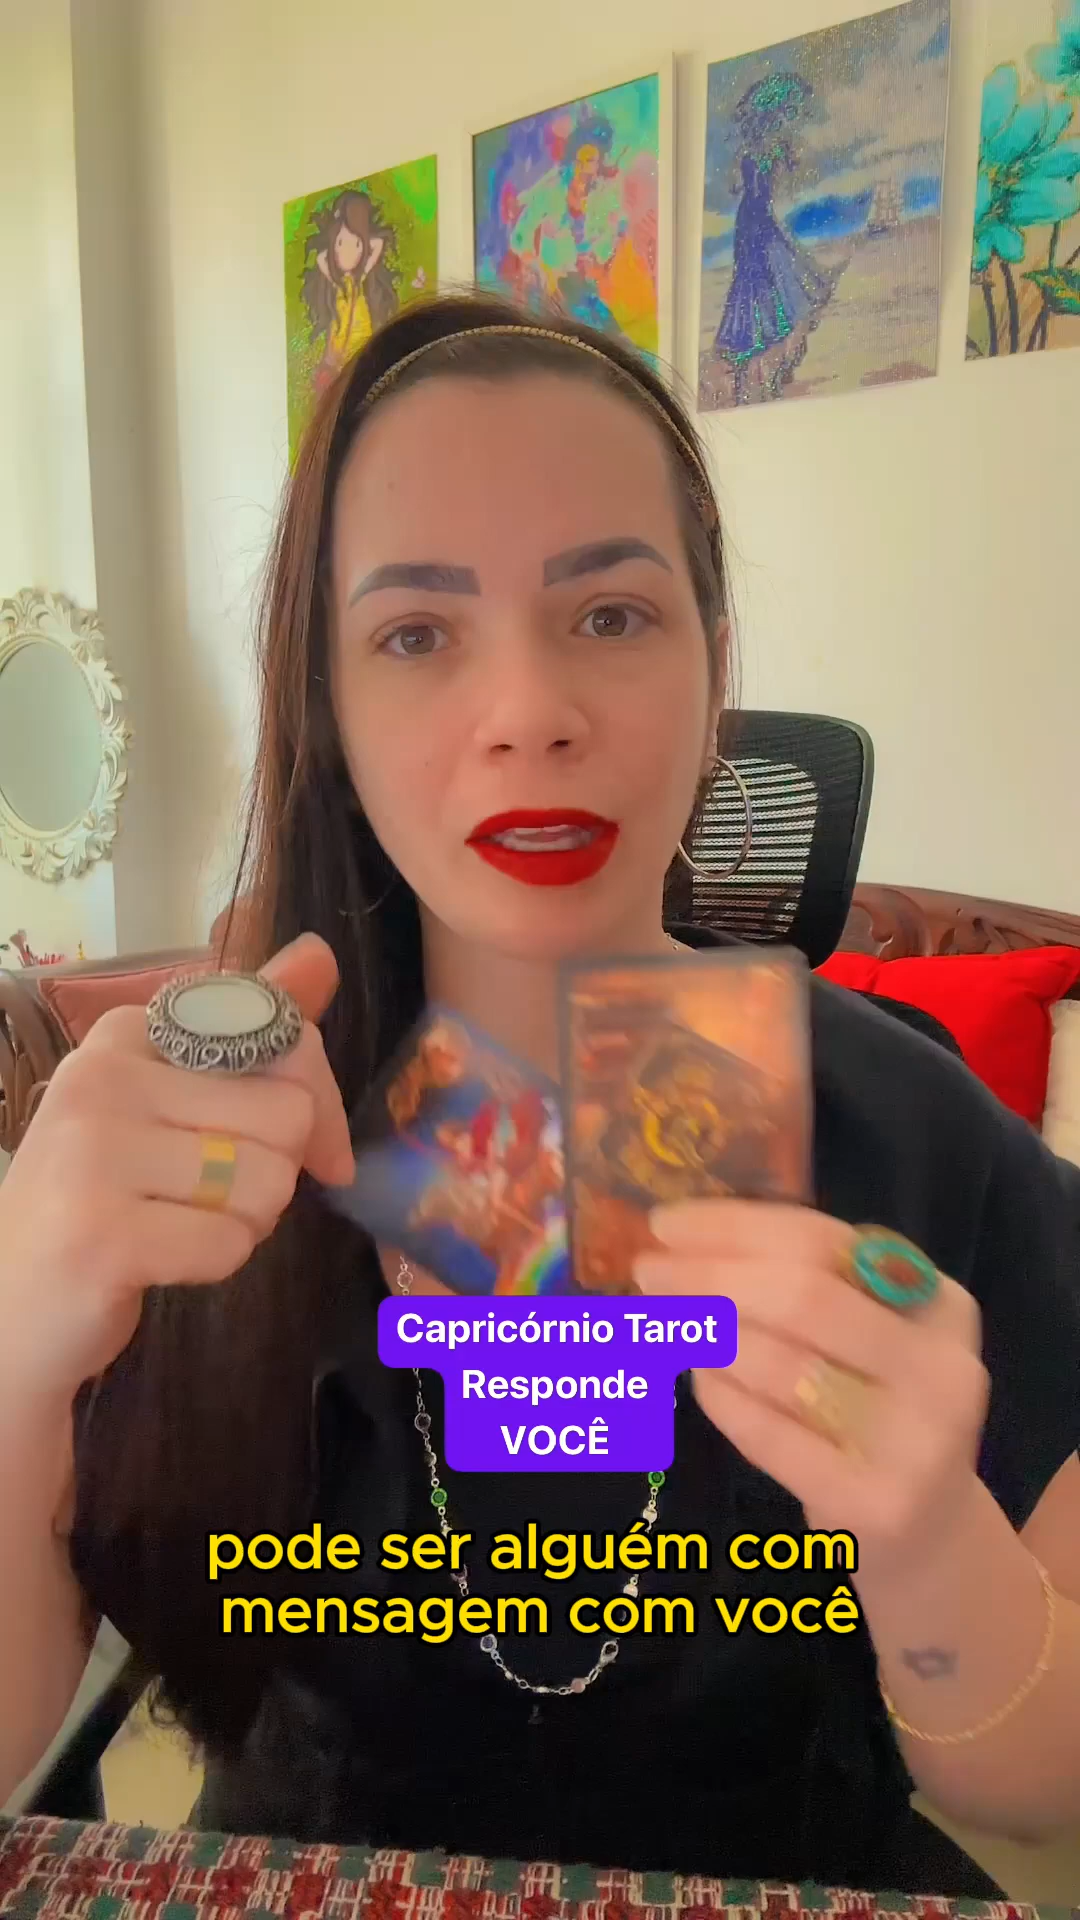 Capricórnio Tarot
Responde
VOCÊ
pode ser alguém com
mensagem com você